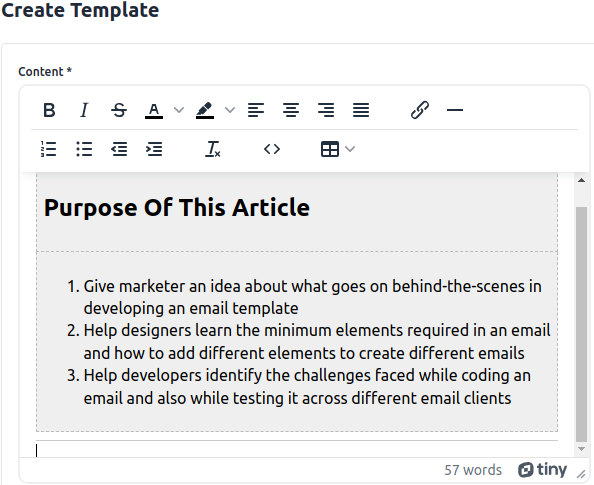 Create Template
Content *
B I S A
Purpose Of This Article
1. Give marketer an idea about what goes on behind-the-scenes in
developing an email template
2. Help designers learn the minimum elements required in an email
and how to add different elements to create different emails
3. Help developers identify the challenges faced while coding an
email and also while testing it across different email clients
57 words tiny